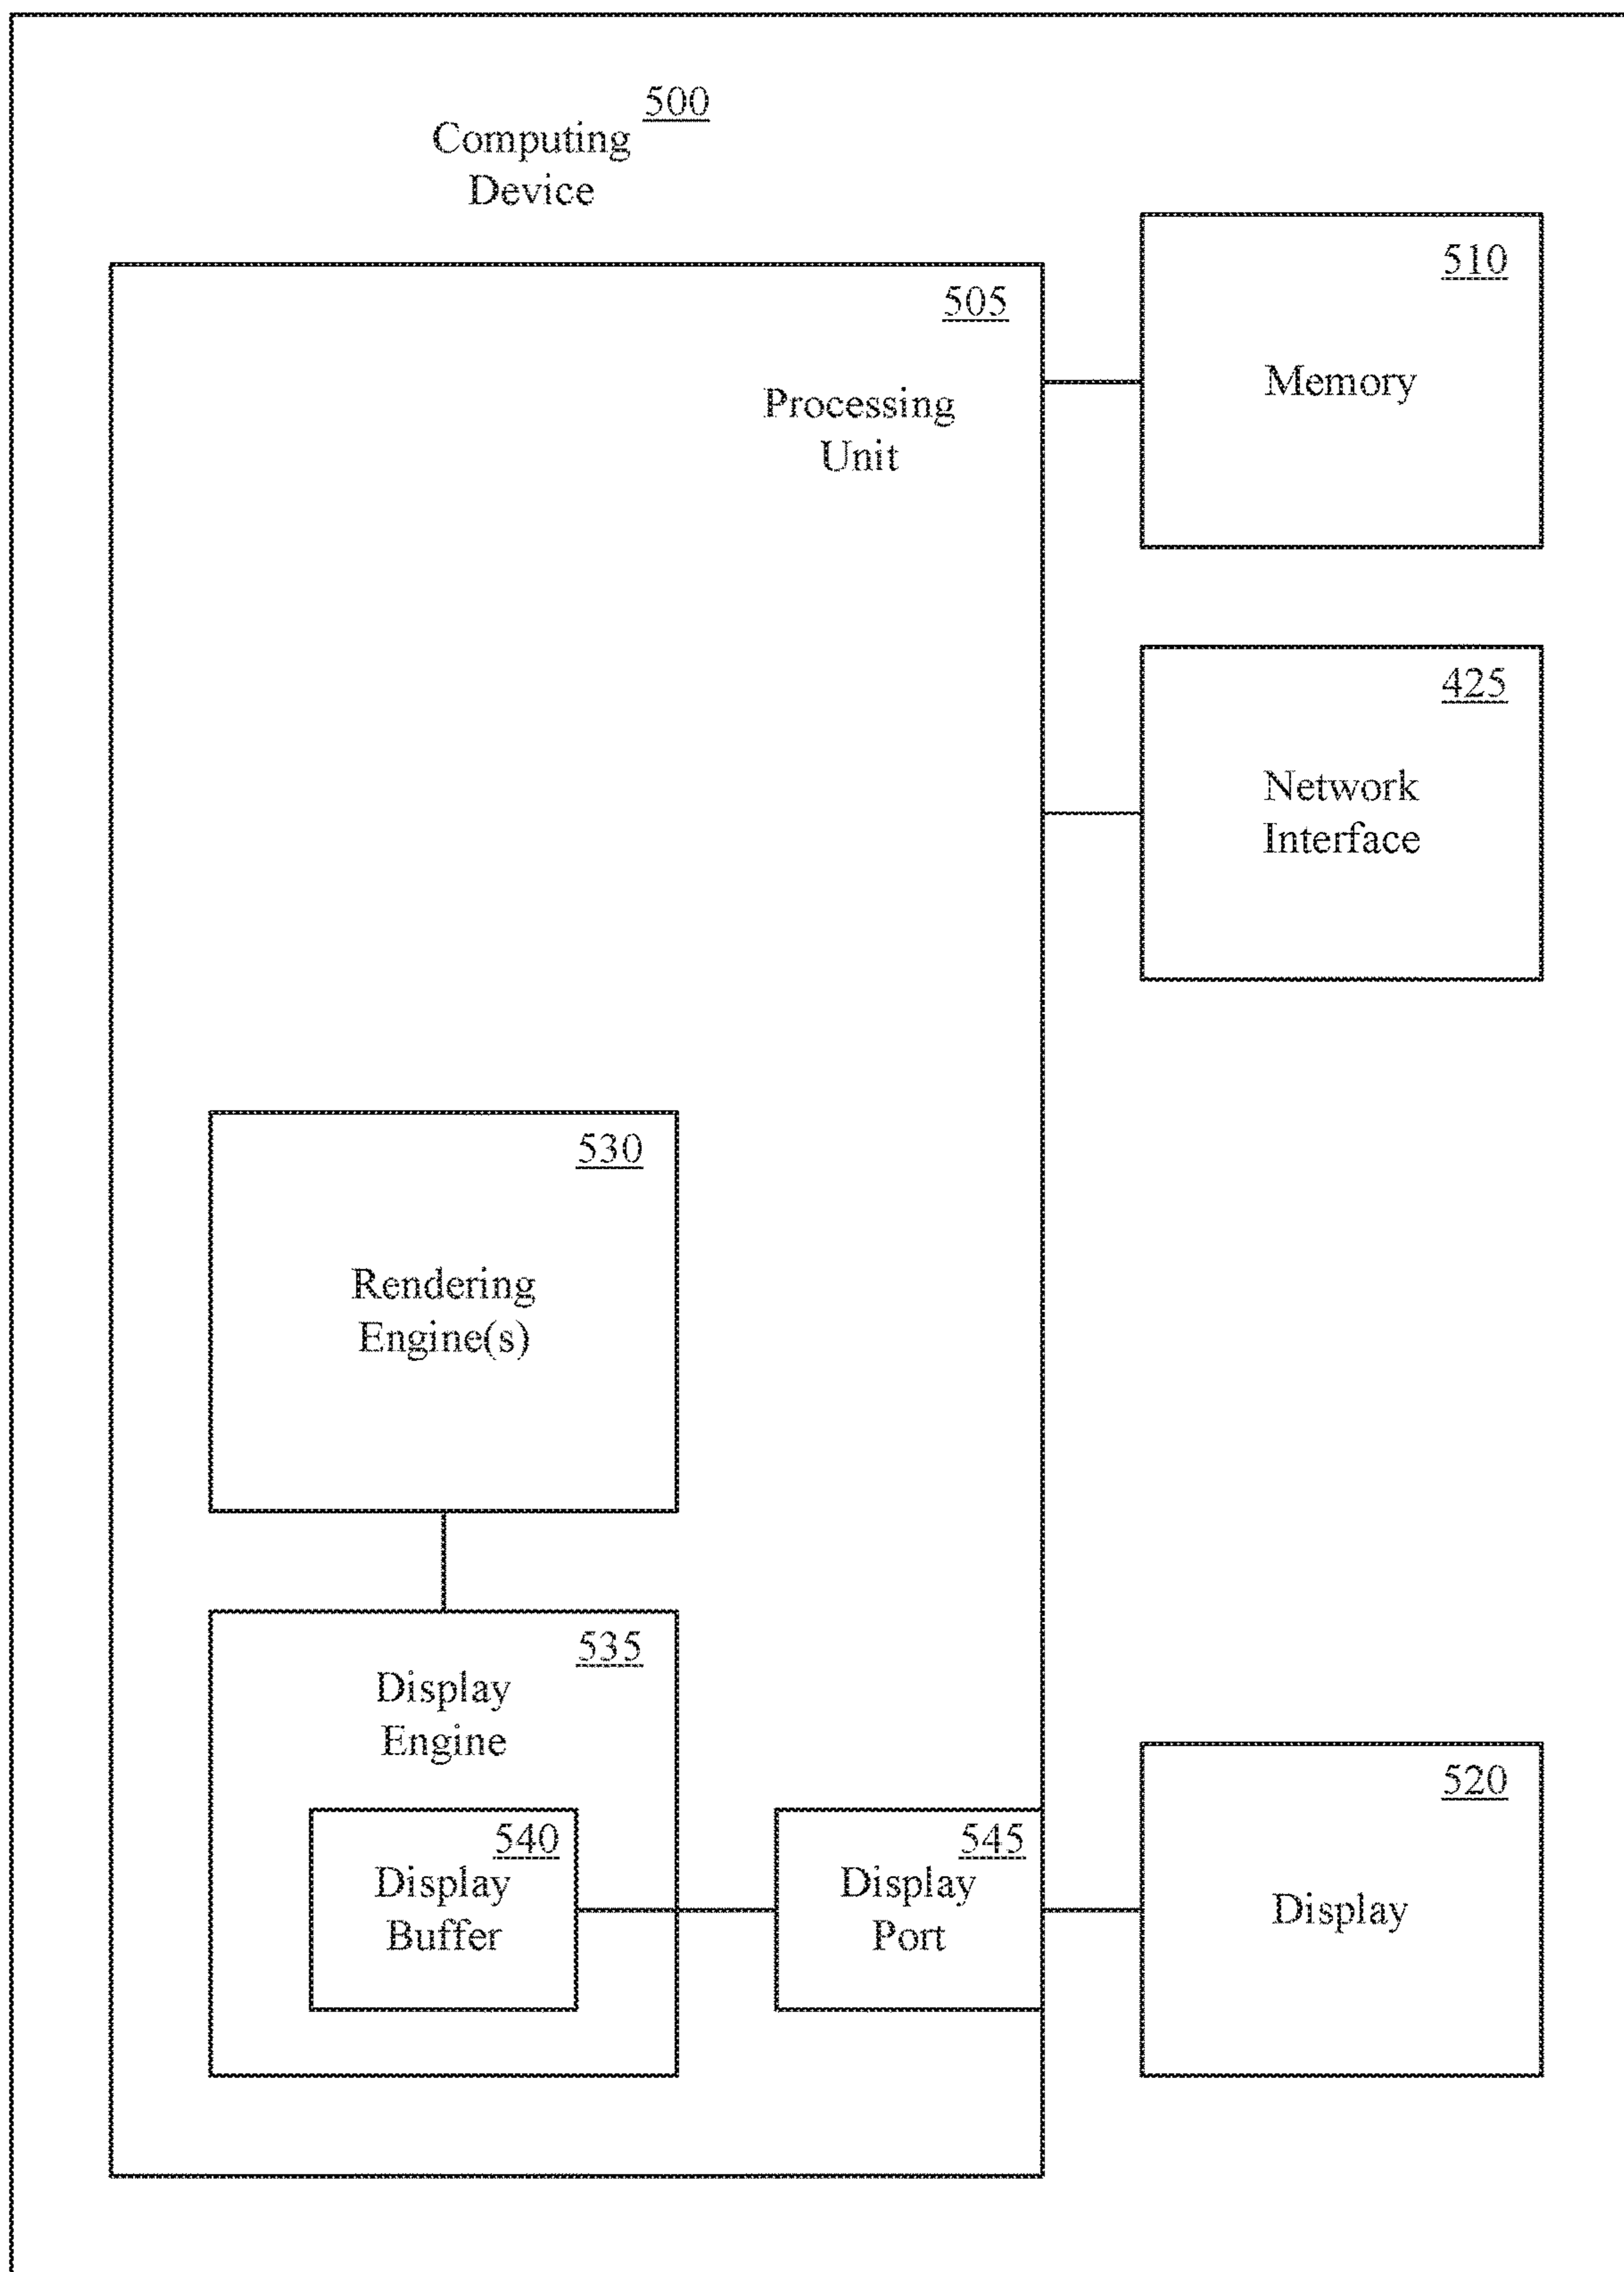 500
Computing
Device
505
Processing
Unit
510
Memory
425
Network
Interface
530
Rendering
Engine(s)
535
Display
Engine
540
Display
Buffer
545
Display
Port
520
Display